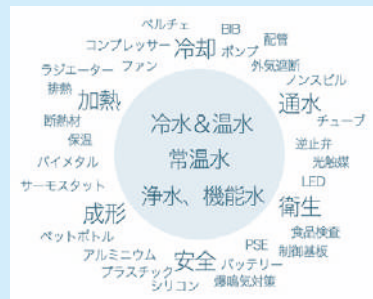 ペルチェ
BIB
配管
コンプレッサー
冷却
ポンプ
ラジエーター
ファン
外気遮断
ノンスピル
排熱
加熱
通水
チューブ
断熱材
冷水&温水
保温
常温水
逆止弁
バイメタル
浄水、機能水
光触媒
サーモスタット
LED
成形
衛生
ペットボトル
食品検査
アルミニウム
安全
PSE
制御基板
プラスチック
バッテリー
シリコン
爆鳴気対策